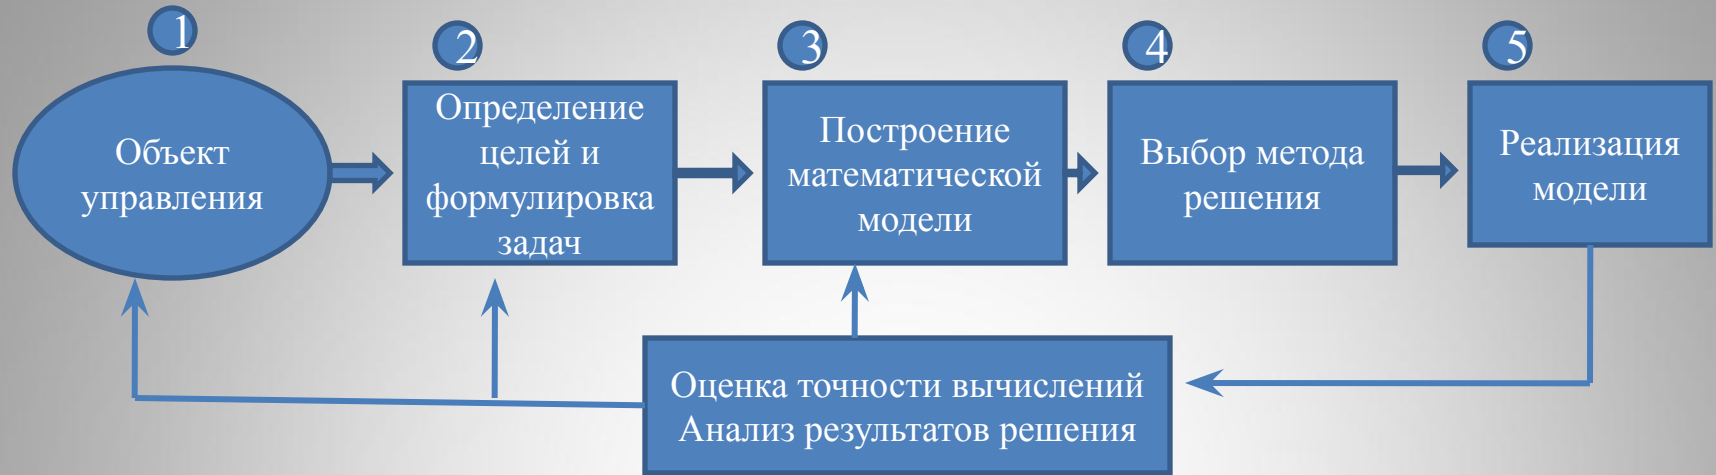 1
Объект
управления
2
Определение
целей и
формулировка
задач
3
Построение
математической
модели
4
Выбор метода
решения
5
Реализация
модели
Оценка точности вычислений
Анализ результатов решения